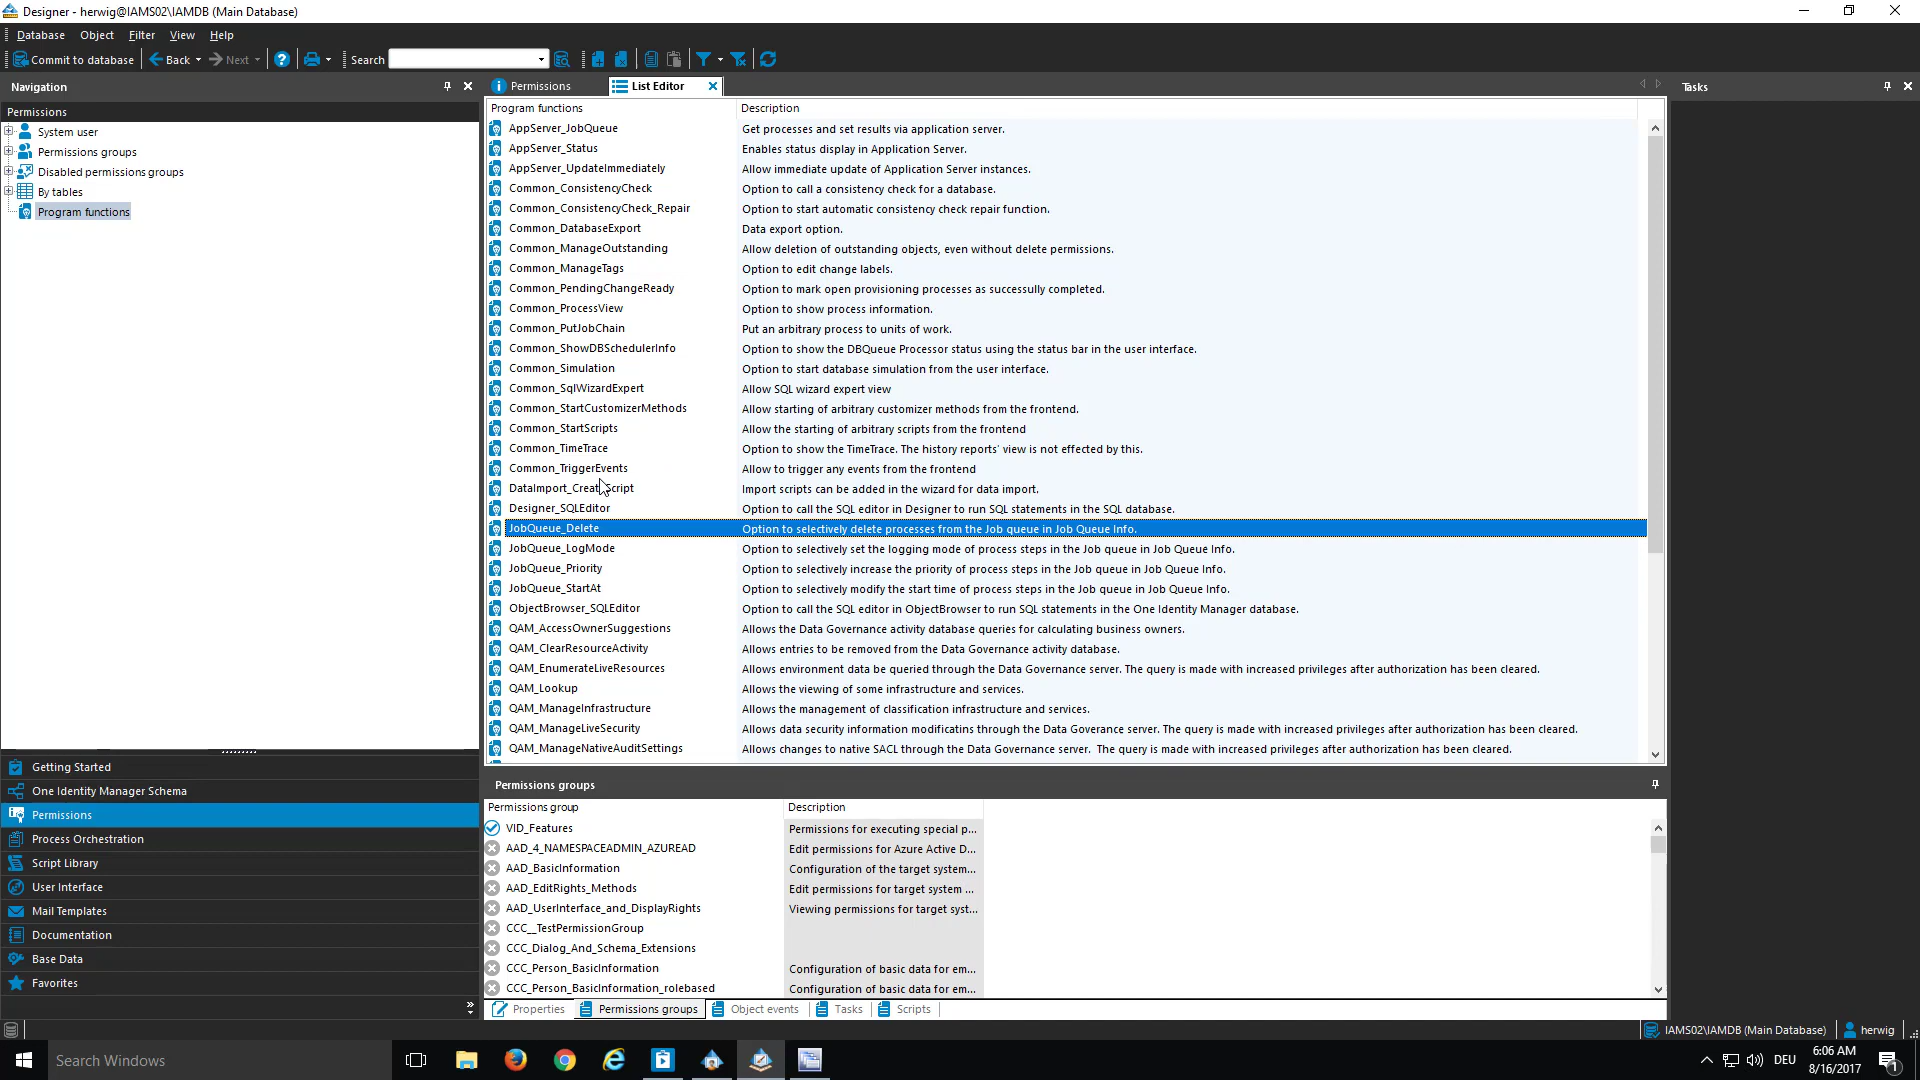 Designer - herwig@IAMS02\IAMDB (Main Database)
Database Object Filter View Help
Commit to database Back Next Search
Navigation
Permissions
System user
Permissions groups
Disabled permissions groups
By tables
Program functions
Getting Started
One Identity Manager Schema
Permissions
Process Orchestration
Script Library
User Interface
Mail Templates
Documentation
Base Data
Favorites
Permissions List Editor
Program functions Description
AppServer_JobQueue Get processes and set results via application server.
AppServer_Status Enables status display in Application Server.
AppServer_UpdateImmediately Allow immediate update of Application Server instances.
Common_ConsistencyCheck Option to call a consistency check for a database.
Common_ConsistencyCheck_Repair Option to start automatic consistency check repair function.
Common_DatabaseExport Data export option.
Common_ManageOutstanding Allow deletion of outstanding objects, even without delete permissions.
Common_ManageTags Option to edit change labels.
Common_PendingChangeReady Option to mark open provisioning processes as successully completed.
Common_ProcessView Option to show process information.
Common_PutJobChain Put an arbitrary process to units of work.
Common_ShowDBSchedulerInfo Option to show the DBQueue Processor status using the status bar in the user interface.
Common_Simulation Option to start database simulation from the user interface.
Common_SqlWizardExpert Allow SQL wizard expert view
Common_StartCustomizerMethods Allow starting of arbitrary customizer methods from the frontend.
Common_StartScripts Allow the starting of arbitrary scripts from the frontend
Common_TimeTrace Option to show the TimeTrace. The history reports' view is not effected by this.
Common_TriggerEvents Allow to trigger any events from the frontend
DataImport_CreateScript Import scripts can be added in the wizard for data import.
Designer_SQLEditor Option to call the SQL editor in Designer to run SQL statements in the SQL database.
JobQueue_Delete Option to selectively delete processes from the Job queue in Job Queue Info.
JobQueue_LogMode Option to selectively set the logging mode of process steps in the Job queue in Job Queue Info.
JobQueue_Priority Option to selectively increase the priority of process steps in the Job queue in Job Queue Info.
JobQueue_StartAt Option to selectively modify the start time of process steps in the Job queue in Job Queue Info.
ObjectBrowser_SQLEditor Option to call the SQL editor in ObjectBrowser to run SQL statements in the One Identity Manager database.
QAM_AccessOwnerSuggestions Allows the Data Governance activity database queries for calculating business owners.
QAM_ClearResourceActivity Allows entries to be removed from the Data Governance activity database.
QAM_EnumerateLiveResources Allows environment data be queried through the Data Governance server. The query is made with increased privileges after authorization has been cleared.
QAM_Lookup Allows the viewing of some infrastructure and services.
QAM_ManageInfrastructure Allows the management of classification infrastructure and services.
QAM_ManageLiveSecurity Allows data security information modificatins through the Data Goverance server. The query is made with increased privileges after authorization has been cleared.
QAM_ManageNativeAuditSettings Allows changes to native SACL through the Data Governance server. The query is made with increased privileges after authorization has been cleared.
Permissions groups
Permissions group Description
VID_Features Permissions for executing special p...
AAD_4_NAMESPACEADMIN_AZUREAD Edit permissions for Azure Active D...
AAD_BasicInformation Configuration of the target system...
AAD_EditRights_Methods Edit permissions for target system ...
AAD_UserInterface_and_DisplayRights Viewing permissions for target syst...
CCC__TestPermissionGroup
CCC_Dialog_And_Schema_Extensions
CCC_Person_BasicInformation Configuration of basic data for em...
CCC_Person_BasicInformation_rolebased Configuration of basic data for em...
Properties Permissions groups Object events Tasks Scripts
Tasks
IAMS02\IAMDB (Main Database) herwig
Search Windows
DEU
6:06 AM
8/16/2017
1